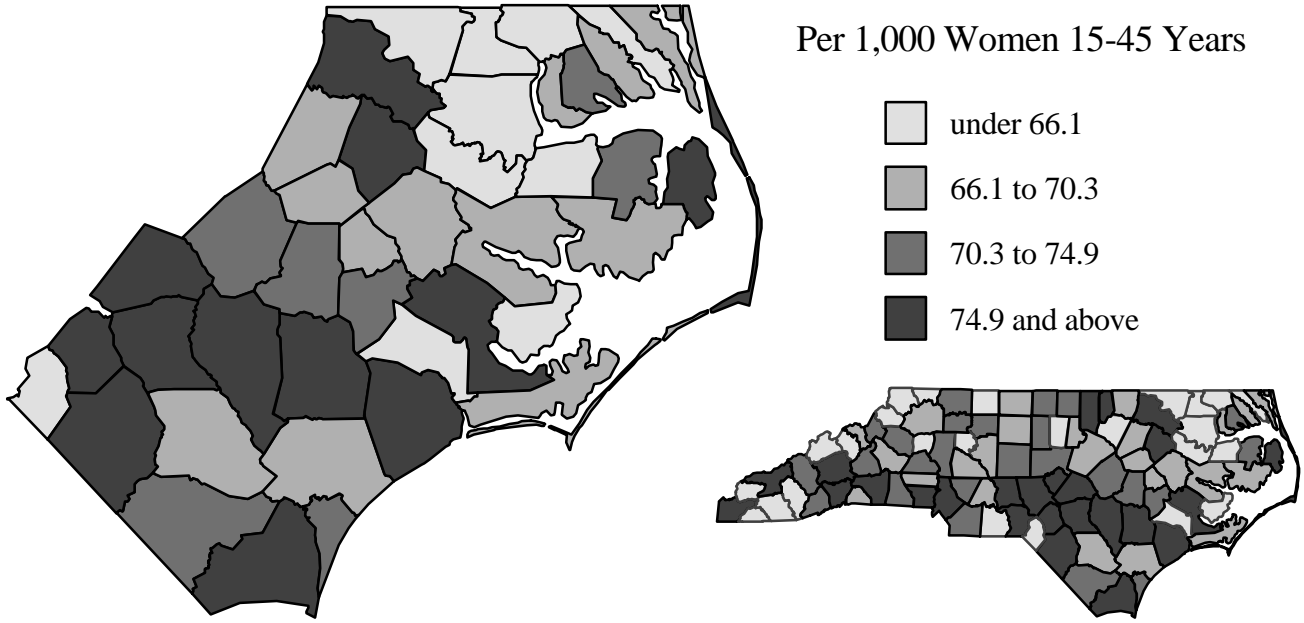 Per 1,000 Women 15-45 Years
under 66.1
66.1 to 70.3
70.3 to 74.9
74.9 and above